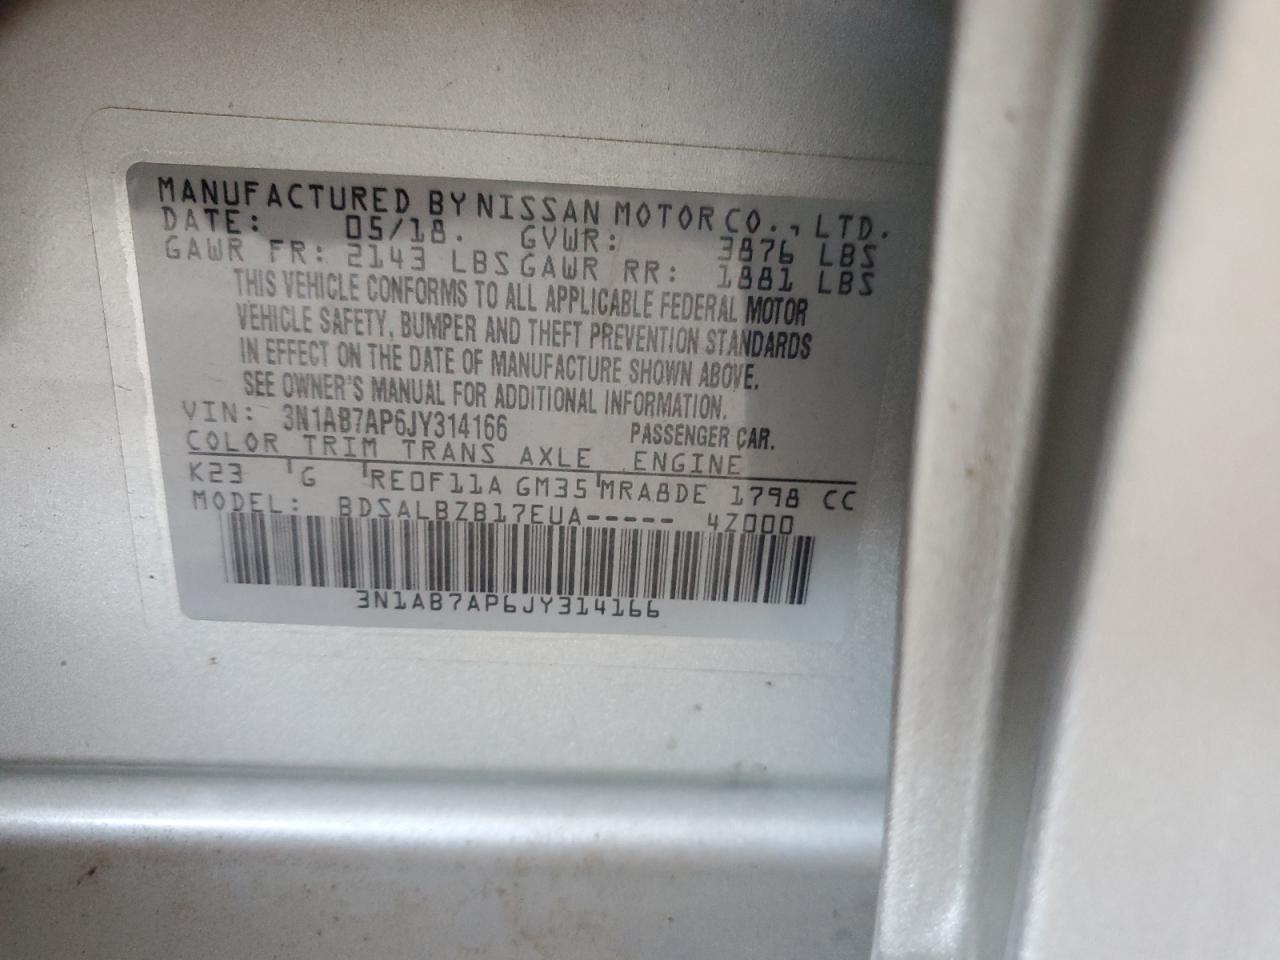 MANUFACTURED BY NISSAN MOTOR CO., LTD.
DATE: 05/18. GVWR: 3876 LBS
GAWR FR: 2143 LBS GAWR RR: 1881 LBS
THIS VEHICLE CONFORMS TO ALL APPLICABLE FEDERAL MOTOR
VEHICLE SAFETY, BUMPER AND THEFT PREVENTION STANDARDS
IN EFFECT ON THE DATE OF MANUFACTURE SHOWN ABOVE.
SEE OWNER'S MANUAL FOR ADDITIONAL INFORMATION.
VIN: 3N1AB7AP6JY314166 PASSENGER CAR.
COLOR TRIM TRANS AXLE ENGINE
K23 G RE0F11A GM35 MRA8DE 1798 CC
MODEL: BDSALBZB17EUA----- 4Z000
3N1AB7AP6JY314166